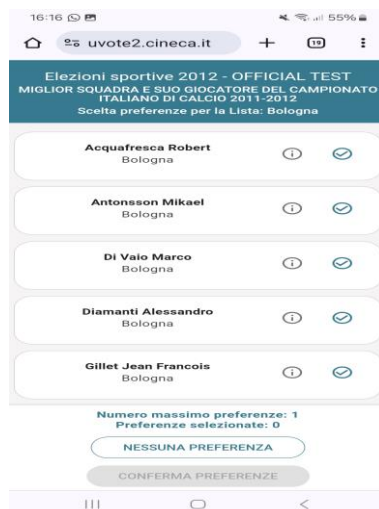 16:16 55%
uvote2.cineca.it 19
Elezioni sportive 2012 - OFFICIAL TEST
MIGLIOR SQUADRA E SUO GIOCATORE DEL CAMPIONATO
ITALIANO DI CALCIO 2011-2012
Scelta preferenze per la Lista: Bologna
Acquafresca Robert
Bologna
Antonsson Mikael
Bologna
Di Vaio Marco
Bologna
Diamanti Alessandro
Bologna
Gillet Jean Francois
Bologna
Numero massimo preferenze: 1
Preferenze selezionate: 0
NESSUNA PREFERENZA
CONFERMA PREFERENZE